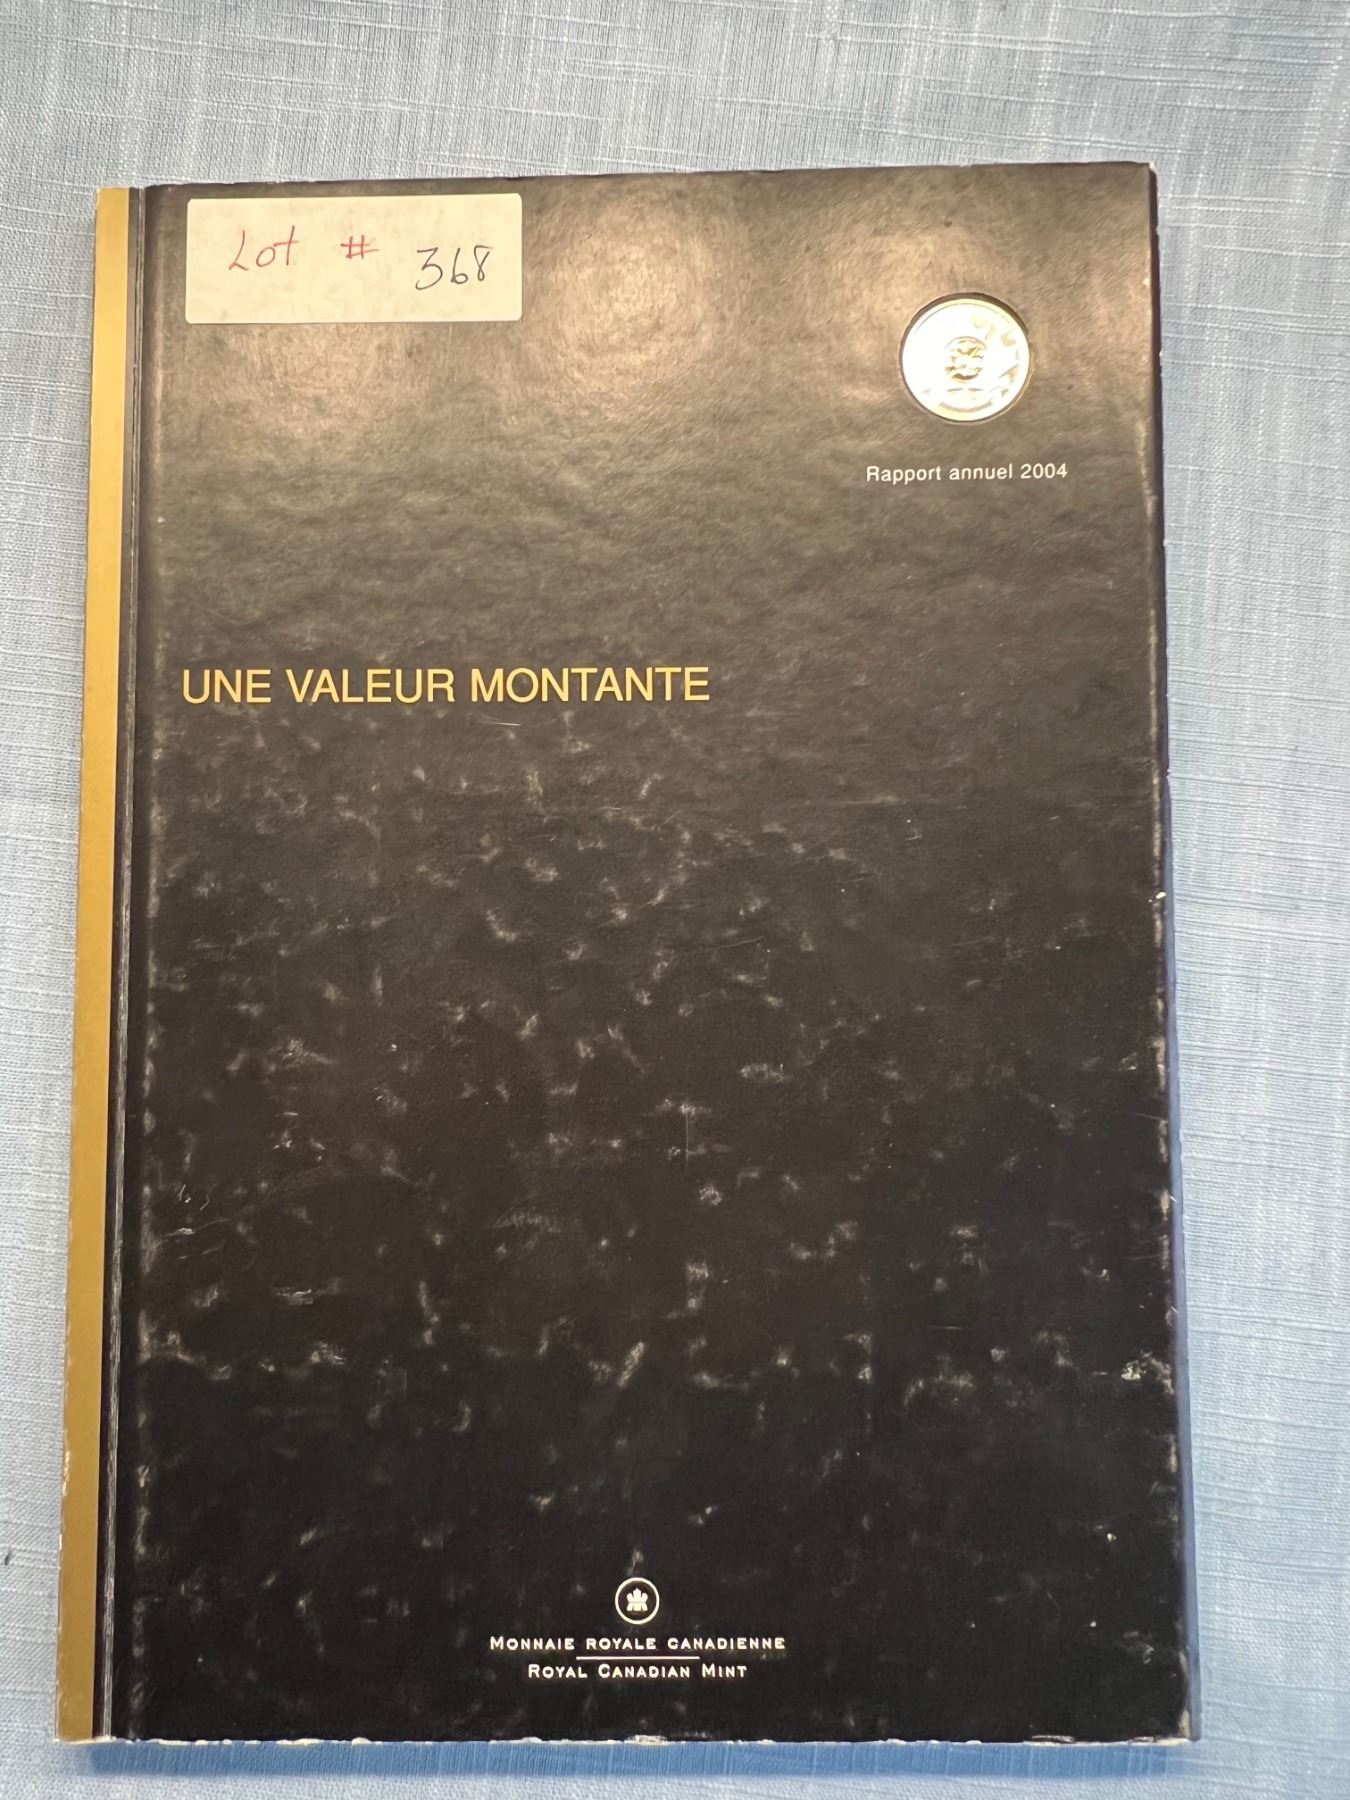 Lot # 368
Rapport annuel 2004
UNE VALEUR MONTANTE
MONNAIE ROYALE CANADIENNE
ROYAL CANADIAN MINT